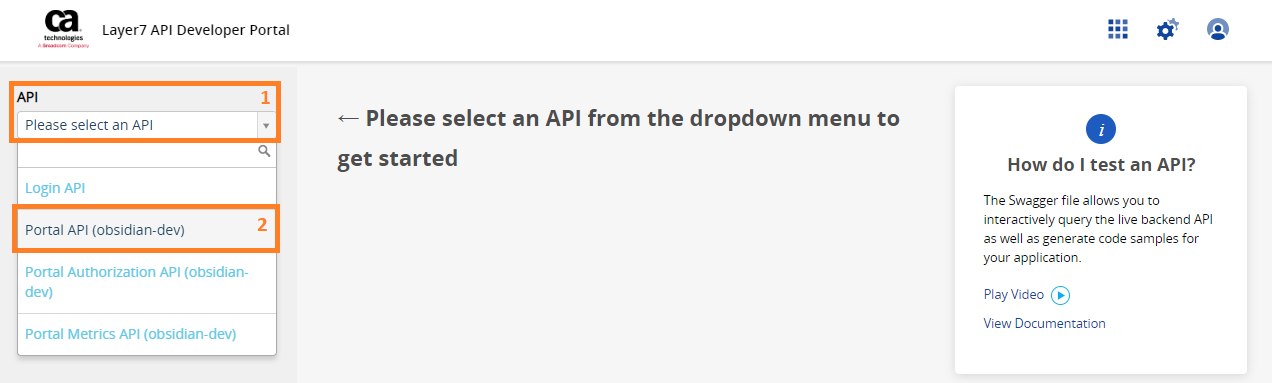 ca
technologies
A Broadcom Company
Layer7 API Developer Portal
API
1
Please select an API
Login API
Portal API (obsidian-dev)
2
Portal Authorization API (obsidian-
dev)
Portal Metrics API (obsidian-dev)
← Please select an API from the dropdown menu to
get started
i
How do I test an API?
The Swagger file allows you to
interactively query the live backend API
as well as generate code samples for
your application.
Play Video
View Documentation